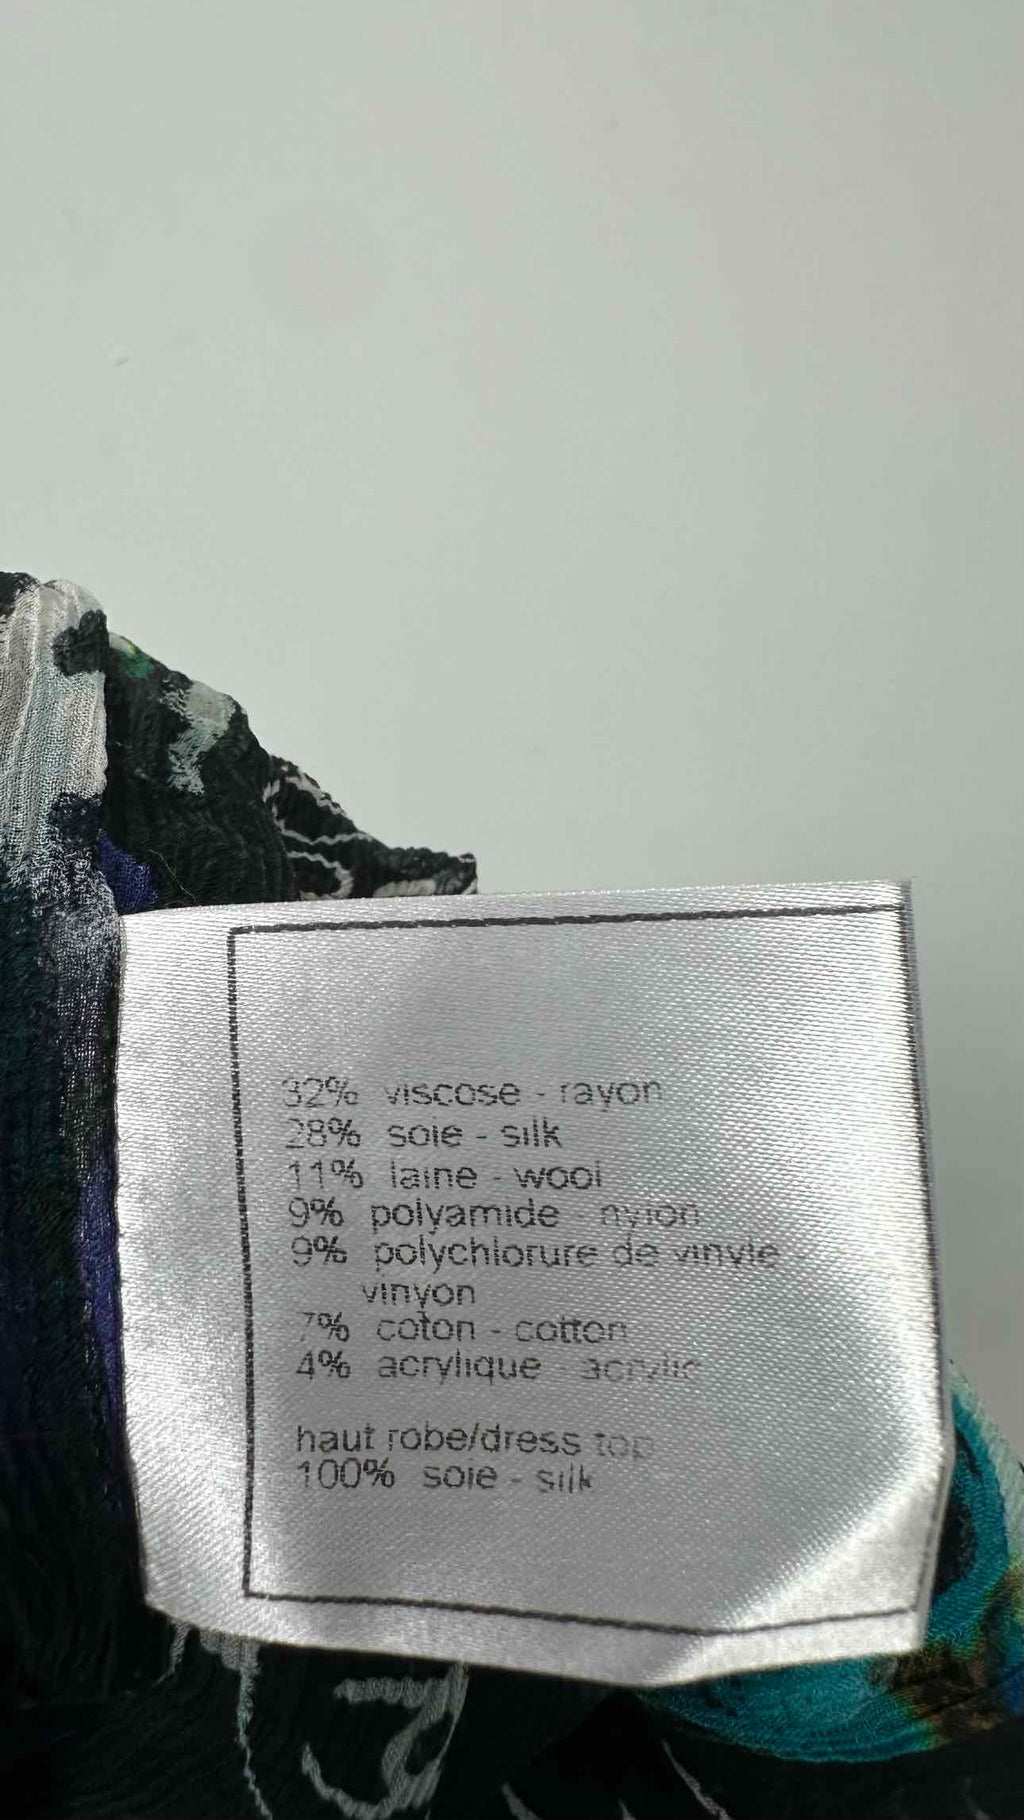 32% viscose - rayon
28% soie - silk
11% laine - wool
9% polyamide nylon
9% polychlorure de vinyle
vinyon
7% coton - cotton
4% acrylique - acrylic
haut robe/dress top
100% soie - silk